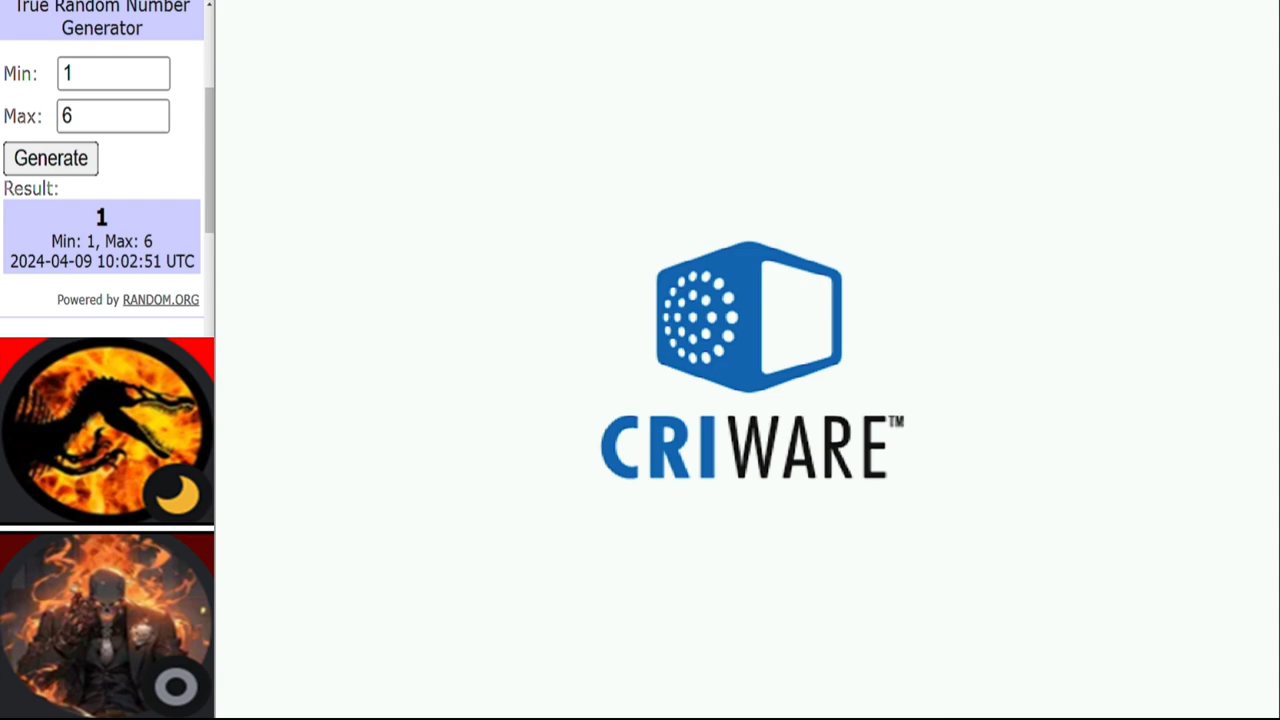 True Random Number
Generator
Min: 1
Max: 6
Generate
Result:
1
Min: 1, Max: 6
2024-04-09 10:02:51 UTC
Powered by RANDOM.ORG
CRIWARE™